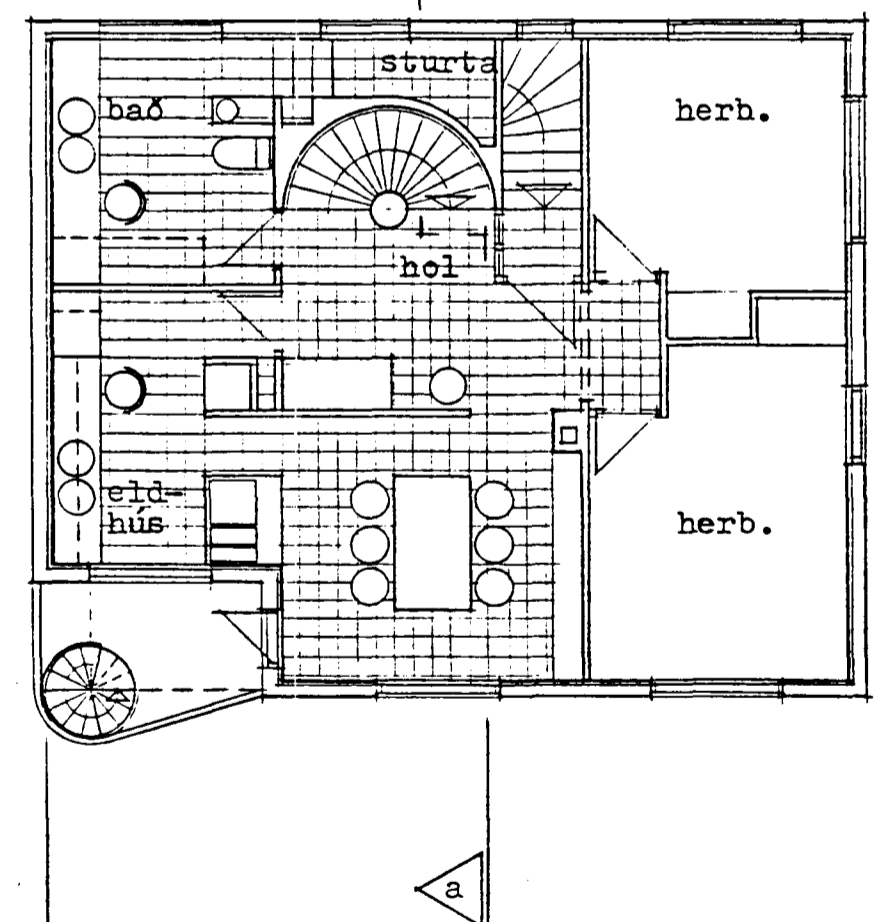 sturta
bað
herb.
hol
eld-
hús
herb.
a